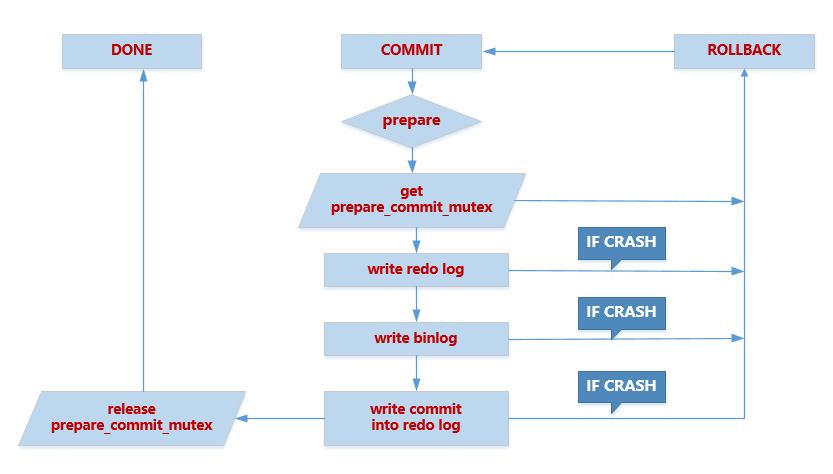 DONE
COMMIT
ROLLBACK
prepare
get
prepare_commit_mutex
IF CRASH
write redo log
IF CRASH
write binlog
IF CRASH
release
prepare_commit_mutex
write commit
into redo log